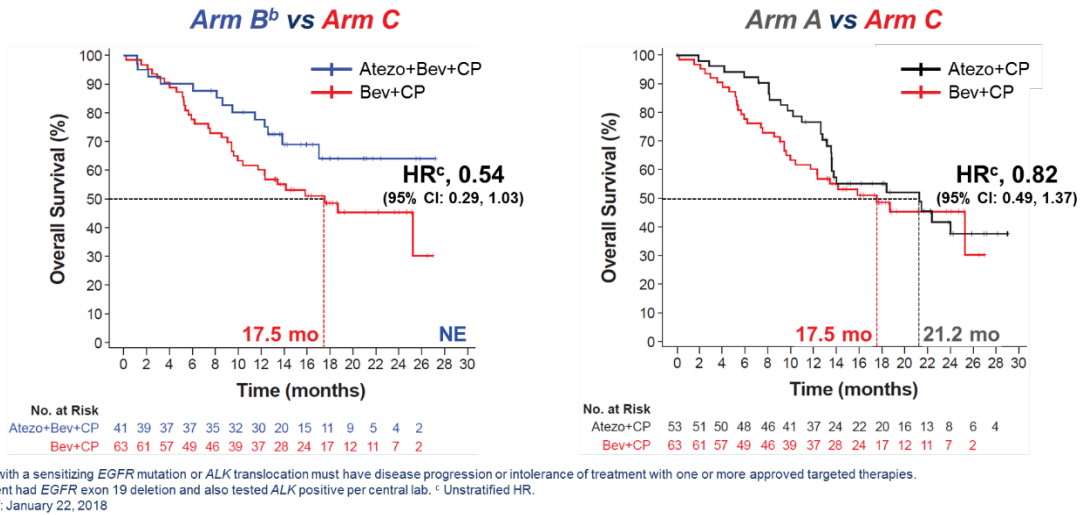 Arm Bᵇ vs Arm C
100
90
80
70
60
50
40
30
20
10
0
Overall Survival (%)
Atezo+Bev+CP
Bev+CP
HRᶜ, 0.54
(95% CI: 0.29, 1.03)
17.5 mo
NE
0 2 4 6 8 10 12 14 16 18 20 22 24 26 28 30
Time (months)
No. at Risk
Atezo+Bev+CP 41 39 37 37 35 32 30 20 15 11 9 5 4 2
Bev+CP 63 61 57 49 46 39 37 28 24 17 12 11 7 2
Arm A vs Arm C
100
90
80
70
60
50
40
30
20
10
0
Overall Survival (%)
Atezo+CP
Bev+CP
HRᶜ, 0.82
(95% CI: 0.49, 1.37)
17.5 mo
21.2 mo
0 2 4 6 8 10 12 14 16 18 20 22 24 26 28 30
Time (months)
No. at Risk
Atezo+CP 53 51 50 48 46 41 37 24 22 20 16 13 8 6 4
Bev+CP 63 61 57 49 46 39 37 28 24 17 12 11 7 2
with a sensitizing EGFR mutation or ALK translocation must have disease progression or intolerance of treatment with one or more approved targeted therapies.
ent had EGFR exon 19 deletion and also tested ALK positive per central lab. ᶜ Unstratified HR.
: January 22, 2018